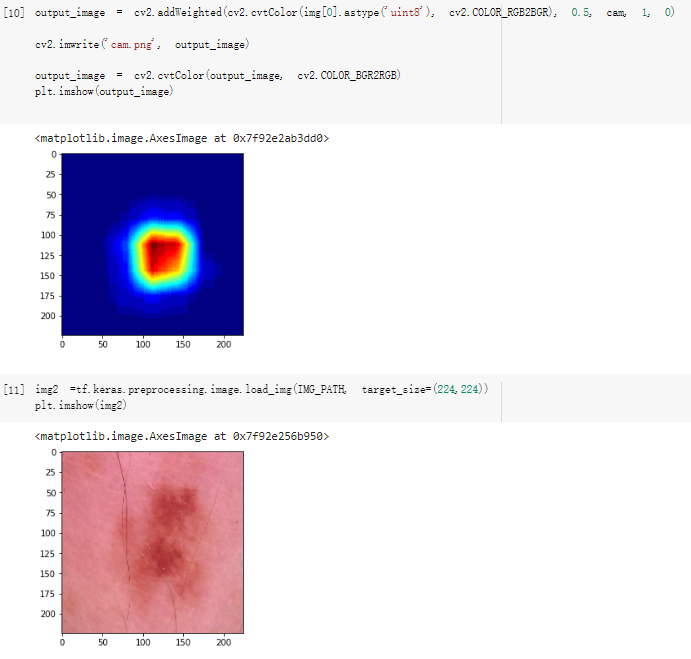 [10] output_image = cv2.addWeighted(cv2.cvtColor(img[0].astype('uint8'), cv2.COLOR_RGB2BGR), 0.5, cam, 1, 0)
cv2.imwrite('cam.png', output_image)
output_image = cv2.cvtColor(output_image, cv2.COLOR_BGR2RGB)
plt.imshow(output_image)
<matplotlib.image.AxesImage at 0x7f92e2ab3dd0>
0
25
50
75
100
125
150
175
200
0 50 100 150 200
[11] img2 =tf.keras.preprocessing.image.load_img(IMG_PATH, target_size=(224,224))
plt.imshow(img2)
<matplotlib.image.AxesImage at 0x7f92e256b950>
0
25
50
75
100
125
150
175
200
0 50 100 150 200